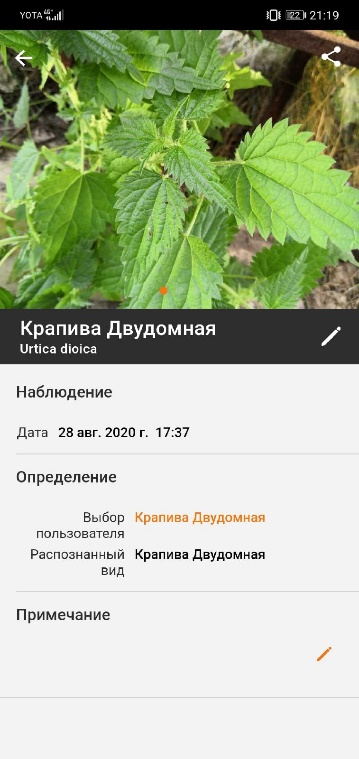 YOTA 4G 22 21:19
Крапива Двудомная
Urtica dioica
Наблюдение
Дата 28 авг. 2020 г. 17:37
Определение
Выбор пользователя Крапива Двудомная
Распознанный вид Крапива Двудомная
Примечание